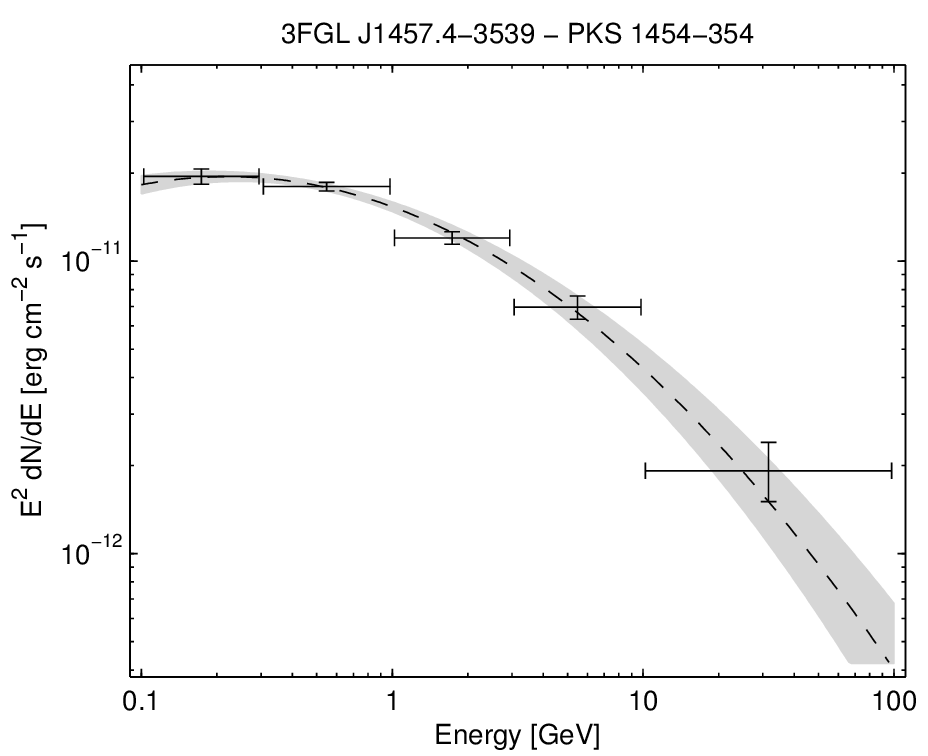 3FGL J1457.4−3539 − PKS 1454−354
E² dN/dE [erg cm⁻² s⁻¹]
10⁻¹¹
10⁻¹²
0.1 1 10 100
Energy [GeV]